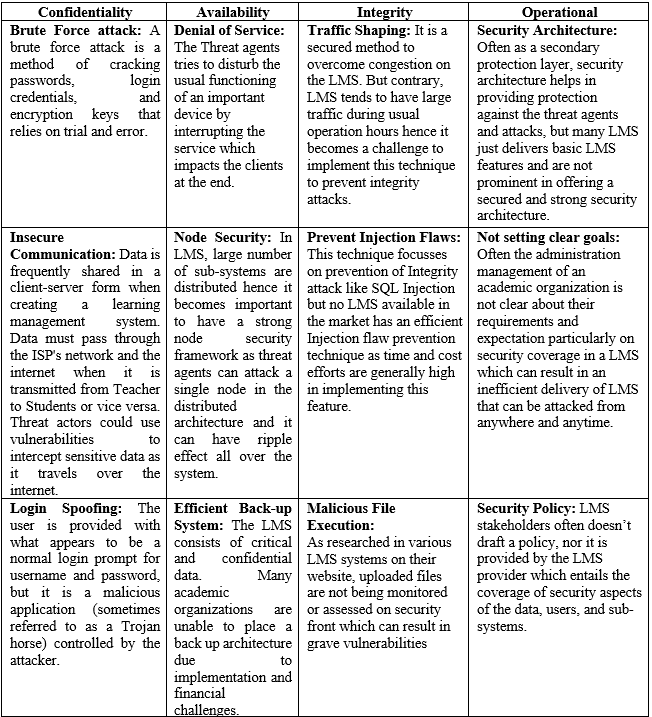 Confidentiality
Availability
Integrity
Operational
Brute Force attack: A
brute force attack is a
method of cracking
passwords, login
credentials, and
encryption keys that
relies on trial and error.
Denial of Service:
The Threat agents
tries to disturb the
usual functioning
of an important
device by
interrupting the
service which
impacts the clients
at the end.
Traffic Shaping: It is a
secured method to
overcome congestion on
the LMS. But contrary,
LMS tends to have large
traffic during usual
operation hours hence it
becomes a challenge to
implement this technique
to prevent integrity
attacks.
Security Architecture:
Often as a secondary
protection layer, security
architecture helps in
providing protection
against the threat agents
and attacks, but many LMS
just delivers basic LMS
features and are not
prominent in offering a
secured and strong security
architecture.
Insecure
Communication: Data is
frequently shared in a
client-server form when
creating a learning
management system.
Data must pass through
the ISP's network and the
internet when it is
transmitted from Teacher
to Students or vice versa.
Threat actors could use
vulnerabilities to
intercept sensitive data as
it travels over the
internet.
Node Security: In
LMS, large number
of sub-systems are
distributed hence it
becomes important
to have a strong
node security
framework as threat
agents can attack a
single node in the
distributed
architecture and it
can have ripple
effect all over the
system.
Prevent Injection Flaws:
This technique focusses
on prevention of Integrity
attack like SQL Injection
but no LMS available in
the market has an efficient
Injection flaw prevention
technique as time and cost
efforts are generally high
in implementing this
feature.
Not setting clear goals:
Often the administration
management of an
academic organization is
not clear about their
requirements and
expectation particularly on
security coverage in a LMS
which can result in an
inefficient delivery of LMS
that can be attacked from
anywhere and anytime.
Login Spoofing: The
user is provided with
what appears to be a
normal login prompt for
username and password,
but it is a malicious
application (sometimes
referred to as a Trojan
horse) controlled by the
attacker.
Efficient Back-up
System: The LMS
consists of critical
and confidential
data. Many
academic
organizations are
unable to place a
back up architecture
due to
implementation and
financial
challenges.
Malicious File
Execution:
As researched in various
LMS systems on their
website, uploaded files
are not being monitored
or assessed on security
front which can result in
grave vulnerabilities
Security Policy: LMS
stakeholders often doesn't
draft a policy, nor it is
provided by the LMS
provider which entails the
coverage of security aspects
of the data, users, and sub-
systems.